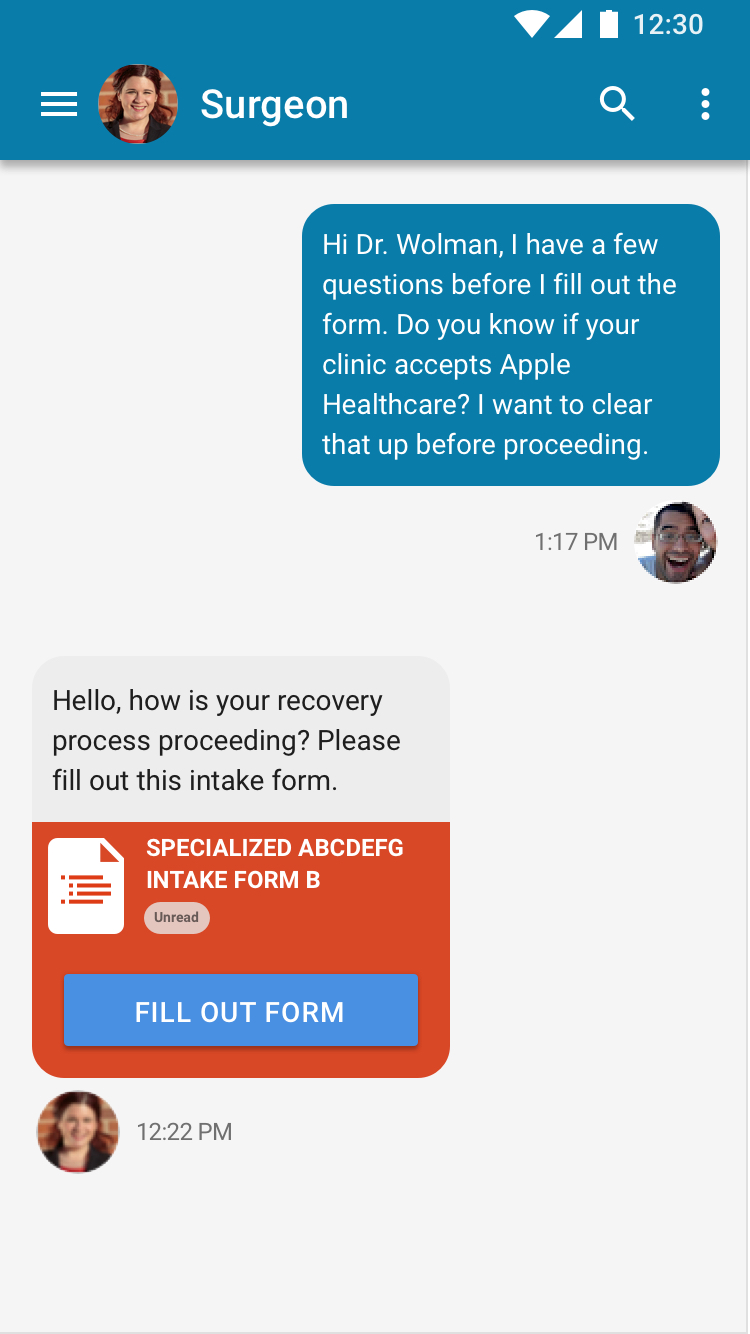 12:30
Surgeon
Hi Dr. Wolman, I have a few
questions before I fill out the
form. Do you know if your
clinic accepts Apple
Healthcare? I want to clear
that up before proceeding.
1:17 PM
Hello, how is your recovery
process proceeding? Please
fill out this intake form.
SPECIALIZED ABCDEFG
INTAKE FORM B
Unread
FILL OUT FORM
12:22 PM